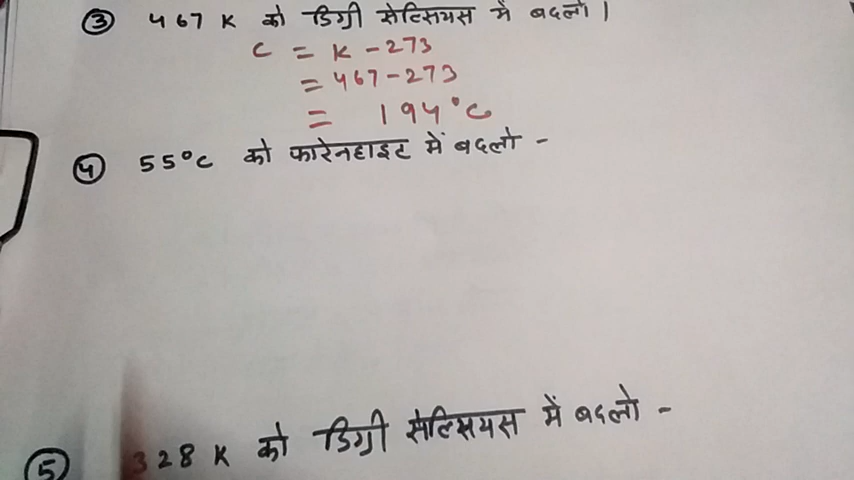 ③ 467 K को डिग्री सेल्सियस में बदलो।
C = K - 273
= 467 - 273
= 194°C
④ 55°C को फारेनहाइट में बदलो -
⑤ 328 K को डिग्री सेल्सियस में बदलो -